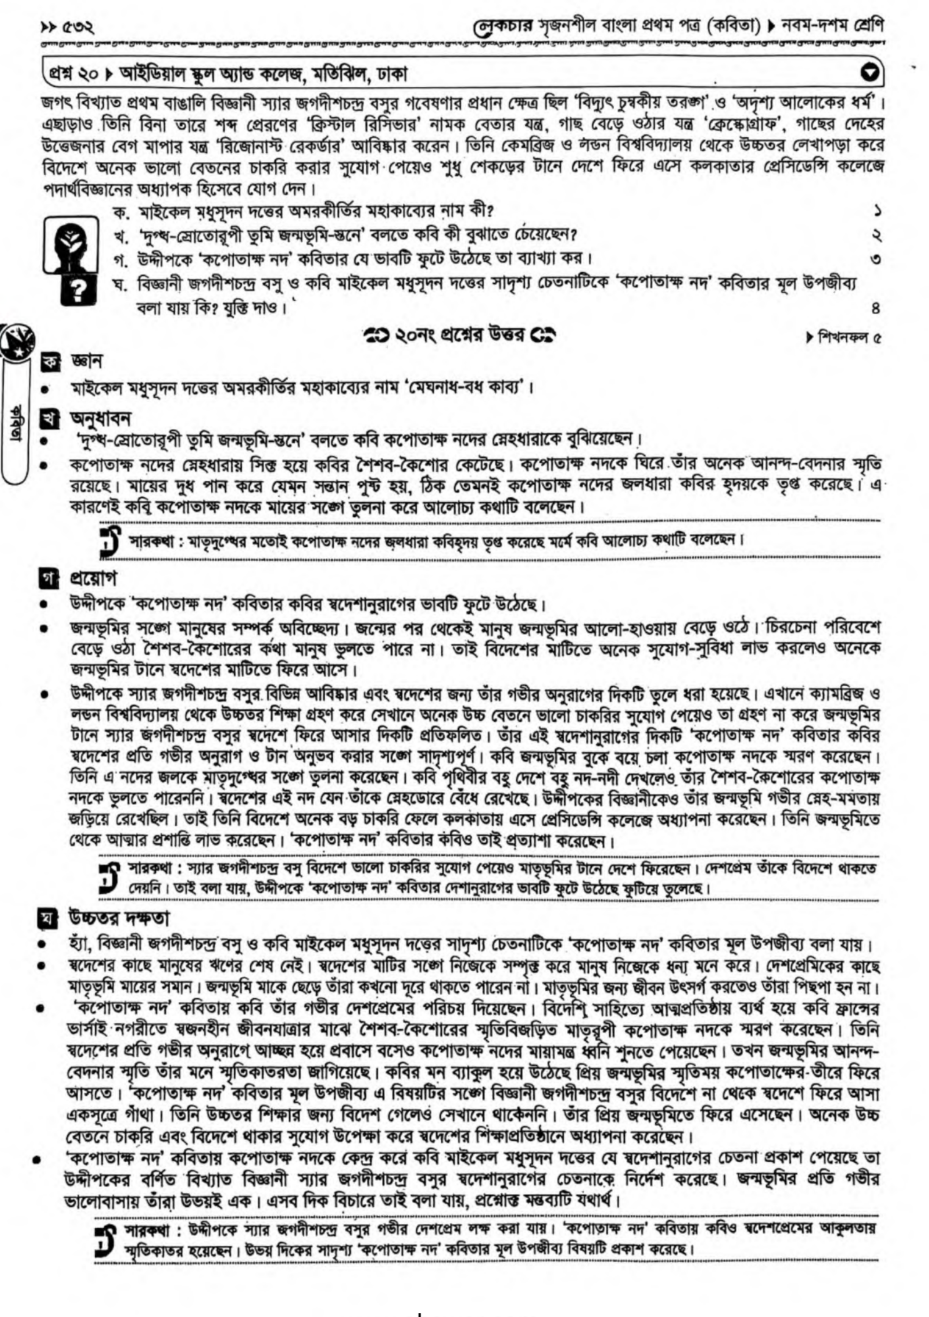 >> ৫৩২
লেকচার সৃজনশীল বাংলা প্রথম পত্র (কবিতা) ▶ নবম-দশম শ্রেণি
প্রশ্ন ২০ ▶ আইডিয়াল স্কুল অ্যান্ড কলেজ, মতিঝিল, ঢাকা
জগৎ বিখ্যাত প্রথম বাঙালি বিজ্ঞানী স্যার জগদীশচন্দ্র বসুর গবেষণার প্রধান ক্ষেত্র ছিল ‘বিদ্যুৎ চুম্বকীয় তরঙ্গ’ ও ‘অদৃশ্য আলোকের ধর্ম’।
এছাড়াও তিনি বিনা তারে শব্দ প্রেরণের ‘ক্রিস্টাল রিসিভার’ নামক বেতার যন্ত্র, গাছ বেড়ে ওঠার যন্ত্র ‘ক্রেস্কোগ্রাফ’, গাছের দেহের
উত্তেজনার বেগ মাপার যন্ত্র ‘রিজোনাস্ট রেকর্ডার’ আবিষ্কার করেন। তিনি কেমব্রিজ ও লন্ডন বিশ্ববিদ্যালয় থেকে উচ্চতর লেখাপড়া করে
বিদেশে অনেক ভালো বেতনের চাকরি করার সুযোগ পেয়েও শুধু শেকড়ের টানে দেশে ফিরে এসে কলকাতার প্রেসিডেন্সি কলেজে
পদার্থবিজ্ঞানের অধ্যাপক হিসেবে যোগ দেন।
ক. মাইকেল মধুসূদন দত্তের অমরকীর্তির মহাকাব্যের নাম কী? ১
খ. ‘দুগ্ধ-স্রোতোরূপী তুমি জন্মভূমি-স্তনে’ বলতে কবি কী বুঝাতে চেয়েছেন? ২
গ. উদ্দীপকে ‘কপোতাক্ষ নদ’ কবিতার যে ভাবটি ফুটে উঠেছে তা ব্যাখ্যা কর। ৩
ঘ. বিজ্ঞানী জগদীশচন্দ্র বসু ও কবি মাইকেল মধুসূদন দত্তের সাদৃশ্য চেতনাটিকে ‘কপোতাক্ষ নদ’ কবিতার মূল উপজীব্য
বলা যায় কি? যুক্তি দাও। ৪
২০নং প্রশ্নের উত্তর
▶ শিখনফল ৫
ক জ্ঞান
• মাইকেল মধুসূদন দত্তের অমরকীর্তির মহাকাব্যের নাম ‘মেঘনাধ-বধ কাব্য’।
কবিতা
খ অনুধাবন
• ‘দুগ্ধ-স্রোতোরূপী তুমি জন্মভূমি-স্তনে’ বলতে কবি কপোতাক্ষ নদের স্নেহধারাকে বুঝিয়েছেন।
• কপোতাক্ষ নদের স্নেহধারায় সিক্ত হয়ে কবির শৈশব-কৈশোর কেটেছে। কপোতাক্ষ নদকে ঘিরে তাঁর অনেক আনন্দ-বেদনার স্মৃতি
রয়েছে। মায়ের দুধ পান করে যেমন সন্তান পুষ্ট হয়, ঠিক তেমনই কপোতাক্ষ নদের জলধারা কবির হৃদয়কে তৃপ্ত করেছে। এ
কারণেই কবি কপোতাক্ষ নদকে মায়ের সঙ্গে তুলনা করে আলোচ্য কথাটি বলেছেন।
সারকথা : মাতৃদুগ্ধের মতোই কপোতাক্ষ নদের জলধারা কবিহৃদয় তৃপ্ত করেছে মর্মে কবি আলোচ্য কথাটি বলেছেন।
গ প্রয়োগ
• উদ্দীপকে ‘কপোতাক্ষ নদ’ কবিতার কবির স্বদেশানুরাগের ভাবটি ফুটে উঠেছে।
• জন্মভূমির সঙ্গে মানুষের সম্পর্ক অবিচ্ছেদ্য। জন্মের পর থেকেই মানুষ জন্মভূমির আলো-হাওয়ায় বেড়ে ওঠে। চিরচেনা পরিবেশে
বেড়ে ওঠা শৈশব-কৈশোরের কথা মানুষ ভুলতে পারে না। তাই বিদেশের মাটিতে অনেক সুযোগ-সুবিধা লাভ করলেও অনেকে
জন্মভূমির টানে স্বদেশের মাটিতে ফিরে আসে।
• উদ্দীপকে স্যার জগদীশচন্দ্র বসুর বিভিন্ন আবিষ্কার এবং স্বদেশের জন্য তাঁর গভীর অনুরাগের দিকটি তুলে ধরা হয়েছে। এখানে ক্যামব্রিজ ও
লন্ডন বিশ্ববিদ্যালয় থেকে উচ্চতর শিক্ষা গ্রহণ করে সেখানে অনেক উচ্চ বেতনে ভালো চাকরির সুযোগ পেয়েও তা গ্রহণ না করে জন্মভূমির
টানে স্যার জগদীশচন্দ্র বসুর স্বদেশে ফিরে আসার দিকটি প্রতিফলিত। তাঁর এই স্বদেশানুরাগের দিকটি ‘কপোতাক্ষ নদ’ কবিতার কবির
স্বদেশের প্রতি গভীর অনুরাগ ও টান অনুভব করার সঙ্গে সাদৃশ্যপূর্ণ। কবি জন্মভূমির বুকে বয়ে চলা কপোতাক্ষ নদকে স্মরণ করেছেন।
তিনি এ নদের জলকে মাতৃদুগ্ধের সঙ্গে তুলনা করেছেন। কবি পৃথিবীর বহু দেশে বহু নদ-নদী দেখলেও তাঁর শৈশব-কৈশোরের কপোতাক্ষ
নদকে ভুলতে পারেননি। স্বদেশের এই নদ যেন তাঁকে স্নেহডোরে বেঁধে রেখেছে। উদ্দীপকের বিজ্ঞানীকেও তাঁর জন্মভূমি গভীর স্নেহ-মমতায়
জড়িয়ে রেখেছিল। তাই তিনি বিদেশে অনেক বড় চাকরি ফেলে কলকাতায় এসে প্রেসিডেন্সি কলেজে অধ্যাপনা করেছেন। তিনি জন্মভূমিতে
থেকে আত্মার প্রশান্তি লাভ করেছেন। ‘কপোতাক্ষ নদ’ কবিতার কবিও তাই প্রত্যাশা করেছেন।
সারকথা : স্যার জগদীশচন্দ্র বসু বিদেশে ভালো চাকরির সুযোগ পেয়েও মাতৃভূমির টানে দেশে ফিরেছেন। দেশপ্রেম তাঁকে বিদেশে থাকতে
দেয়নি। তাই বলা যায়, উদ্দীপকে ‘কপোতাক্ষ নদ’ কবিতার দেশানুরাগের ভাবটি ফুটে উঠেছে ফুটিয়ে তুলেছে।
ঘ উচ্চতর দক্ষতা
• হ্যাঁ, বিজ্ঞানী জগদীশচন্দ্র বসু ও কবি মাইকেল মধুসূদন দত্তের সাদৃশ্য চেতনাটিকে ‘কপোতাক্ষ নদ’ কবিতার মূল উপজীব্য বলা যায়।
• স্বদেশের কাছে মানুষের ঋণের শেষ নেই। স্বদেশের মাটির সঙ্গে নিজেকে সম্পৃক্ত করে মানুষ নিজেকে ধন্য মনে করে। দেশপ্রেমিকের কাছে
মাতৃভূমি মায়ের সমান। জন্মভূমি মাকে ছেড়ে তাঁরা কখনো দূরে থাকতে পারেন না। মাতৃভূমির জন্য জীবন উৎসর্গ করতেও তাঁরা পিছপা হন না।
• ‘কপোতাক্ষ নদ’ কবিতায় কবি তাঁর গভীর দেশপ্রেমের পরিচয় দিয়েছেন। বিদেশি সাহিত্যে আত্মপ্রতিষ্ঠায় ব্যর্থ হয়ে কবি ফ্রান্সের
ভার্সাই নগরীতে স্বজনহীন জীবনযাত্রার মাঝে শৈশব-কৈশোরের স্মৃতিবিজড়িত মাতৃরূপী কপোতাক্ষ নদকে স্মরণ করেছেন। তিনি
স্বদেশের প্রতি গভীর অনুরাগে আচ্ছন্ন হয়ে প্রবাসে বসেও কপোতাক্ষ নদের মায়ামন্ত্র ধ্বনি শুনতে পেয়েছেন। তখন জন্মভূমির আনন্দ-
বেদনার স্মৃতি তাঁর মনে স্মৃতিকাতরতা জাগিয়েছে। কবির মন ব্যাকুল হয়ে উঠেছে প্রিয় জন্মভূমির স্মৃতিময় কপোতাক্ষের তীরে ফিরে
আসতে। ‘কপোতাক্ষ নদ’ কবিতার মূল উপজীব্য এ বিষয়টির সঙ্গে বিজ্ঞানী জগদীশচন্দ্র বসুর বিদেশে না থেকে স্বদেশে ফিরে আসা
একসূত্রে গাঁথা। তিনি উচ্চতর শিক্ষার জন্য বিদেশ গেলেও সেখানে থাকেননি। তাঁর প্রিয় জন্মভূমিতে ফিরে এসেছেন। অনেক উচ্চ
বেতনে চাকরি এবং বিদেশে থাকার সুযোগ উপেক্ষা করে স্বদেশের শিক্ষাপ্রতিষ্ঠানে অধ্যাপনা করেছেন।
• ‘কপোতাক্ষ নদ’ কবিতায় কপোতাক্ষ নদকে কেন্দ্র করে কবি মাইকেল মধুসূদন দত্তের যে স্বদেশানুরাগের চেতনা প্রকাশ পেয়েছে তা
উদ্দীপকের বর্ণিত বিখ্যাত বিজ্ঞানী স্যার জগদীশচন্দ্র বসুর স্বদেশানুরাগের চেতনাকে নির্দেশ করেছে। জন্মভূমির প্রতি গভীর
ভালোবাসায় তাঁরা উভয়ই এক। এসব দিক বিচারে তাই বলা যায়, প্রশ্নোক্ত মন্তব্যটি যথার্থ।
সারকথা : উদ্দীপকে স্যার জগদীশচন্দ্র বসুর গভীর দেশপ্রেম লক্ষ করা যায়। ‘কপোতাক্ষ নদ’ কবিতায় কবিও স্বদেশপ্রেমের আকুলতায়
স্মৃতিকাতর হয়েছেন। উভয় দিকের সাদৃশ্য ‘কপোতাক্ষ নদ’ কবিতার মূল উপজীব্য বিষয়টি প্রকাশ করেছে।